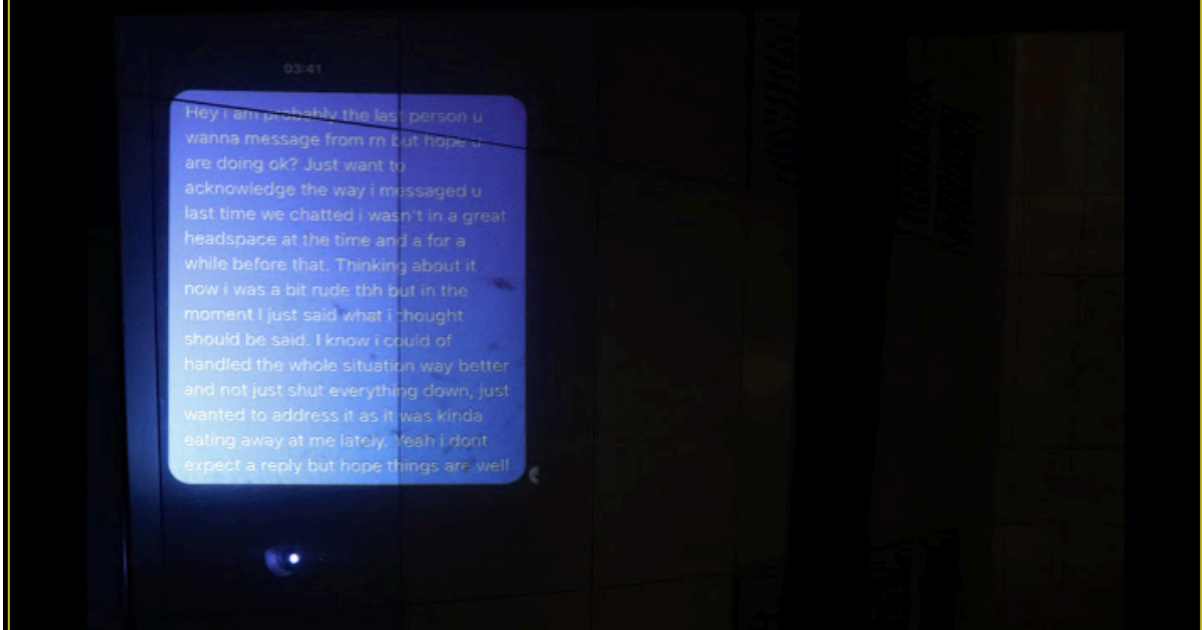 03:41
Hey i am probably the last person u
wanna message from rn but hope u
are doing ok? Just want to
acknowledge the way i messaged u
last time we chatted i wasn't in a great
headspace at the time and a for a
while before that. Thinking about it
now i was a bit rude tbh but in the
moment I just said what i thought
should be said. I know i could of
handled the whole situation way better
and not just shut everything down, just
wanted to address it as it was kinda
eating away at me lately. Yeah i dont
expect a reply but hope things are well